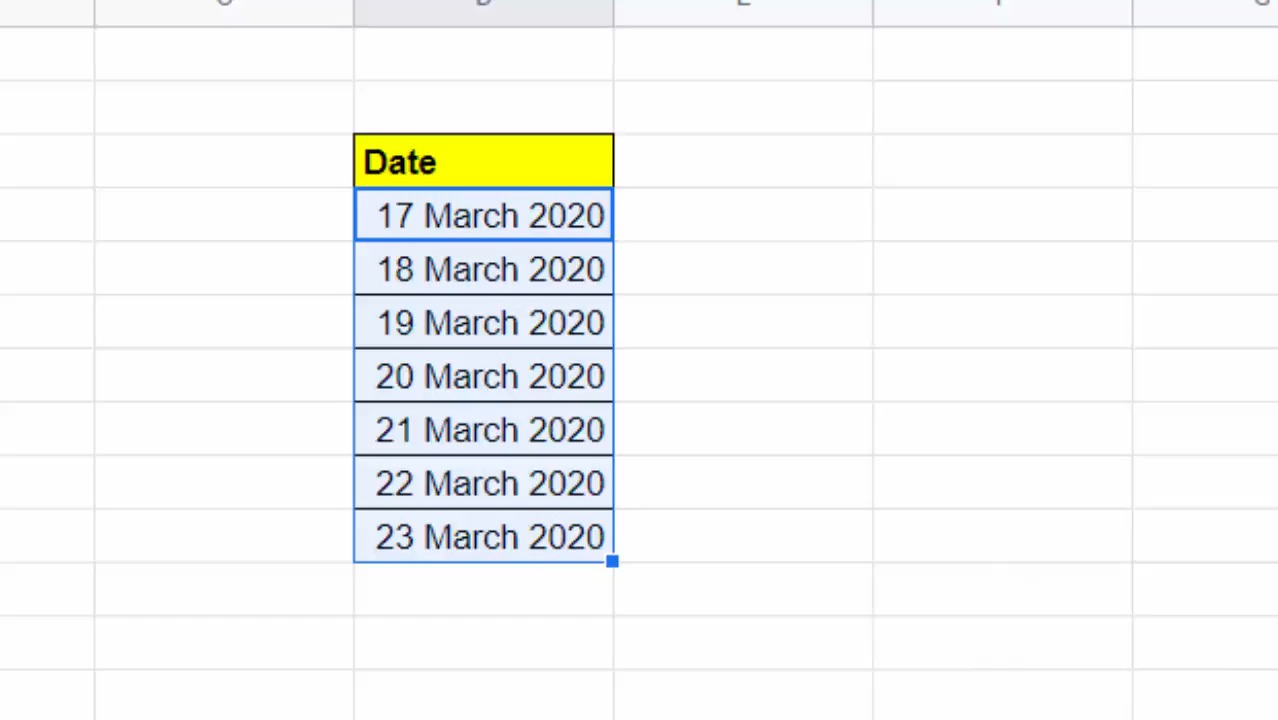 Date
17 March 2020
18 March 2020
19 March 2020
20 March 2020
21 March 2020
22 March 2020
23 March 2020